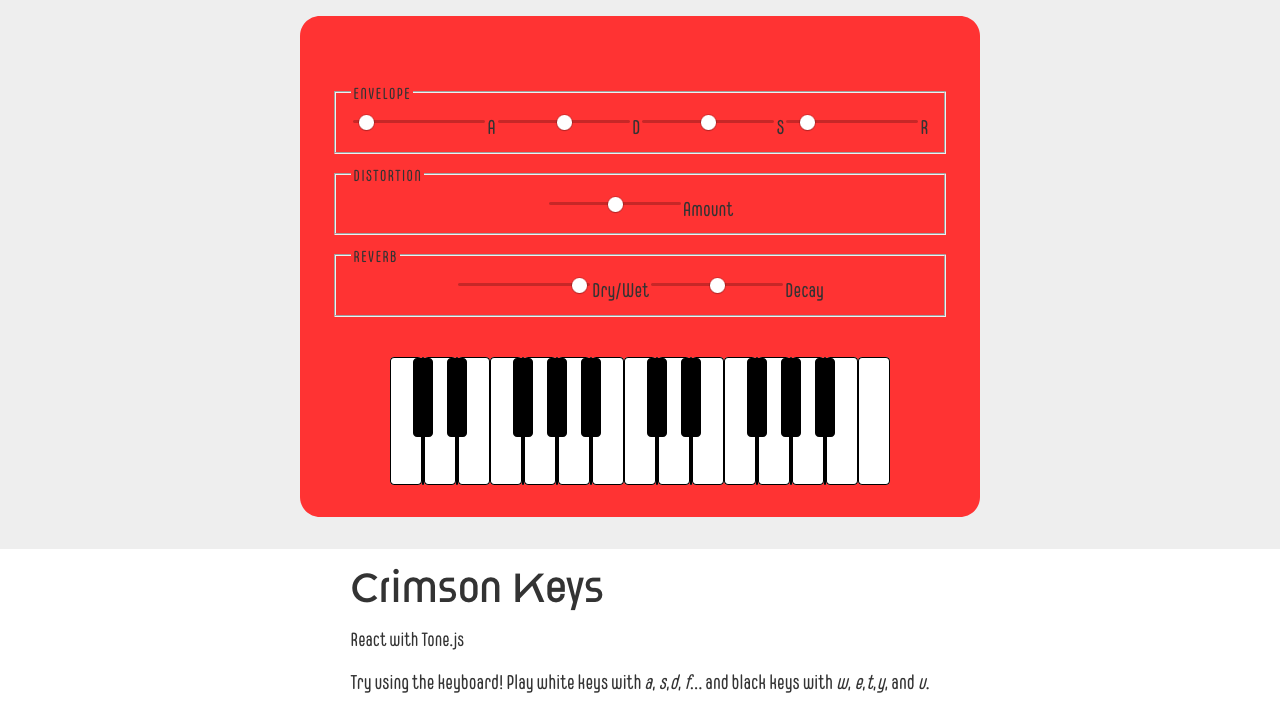 ENVELOPE
A D S R
DISTORTION
Amount
REVERB
Dry/Wet Decay
Crimson Keys
React with Tone.js
Try using the keyboard! Play white keys with a, s,d, f... and black keys with w, e,t,y, and u.